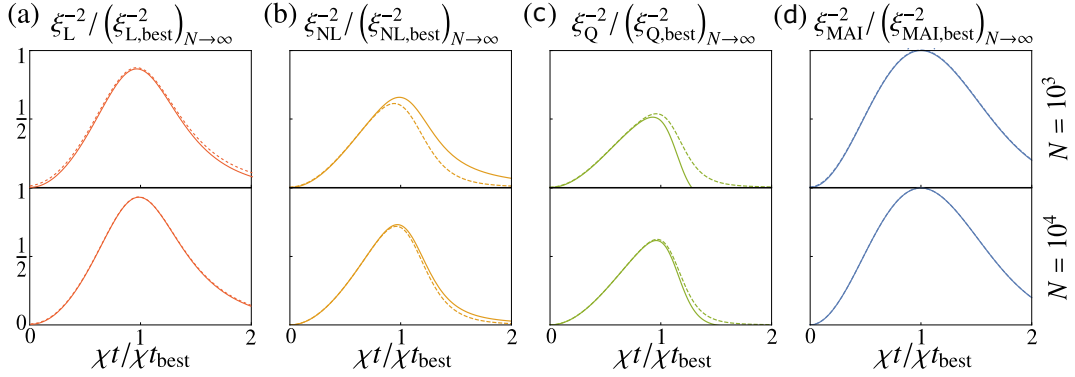 (a) (b) (c) (d)
ξ_L^{-2} / (ξ_{L,best}^{-2})_{N→∞} ξ_{NL}^{-2} / (ξ_{NL,best}^{-2})_{N→∞} ξ_Q^{-2} / (ξ_{Q,best}^{-2})_{N→∞} ξ_{MAI}^{-2} / (ξ_{MAI,best}^{-2})_{N→∞}
1
1/2
N = 10^3
1
1/2
N = 10^4
0
0 1 2 0 1 2 0 1 2 0 1 2
χt/χt_best χt/χt_best χt/χt_best χt/χt_best